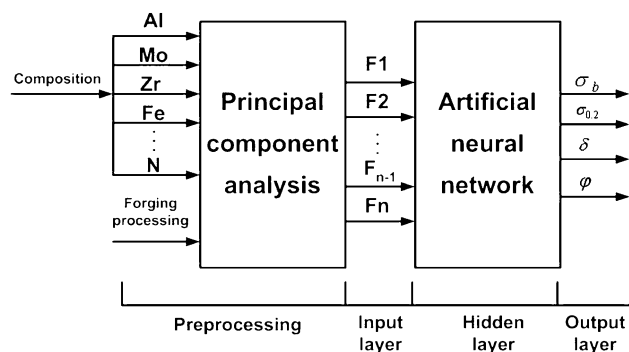 Composition
Al
Mo
Zr
Fe
N
Forging
processing
Principal
component
analysis
F1
F2
Fn-1
Fn
Artificial
neural
network
σb
σ0.2
δ
φ
Preprocessing
Input
layer
Hidden
layer
Output
layer